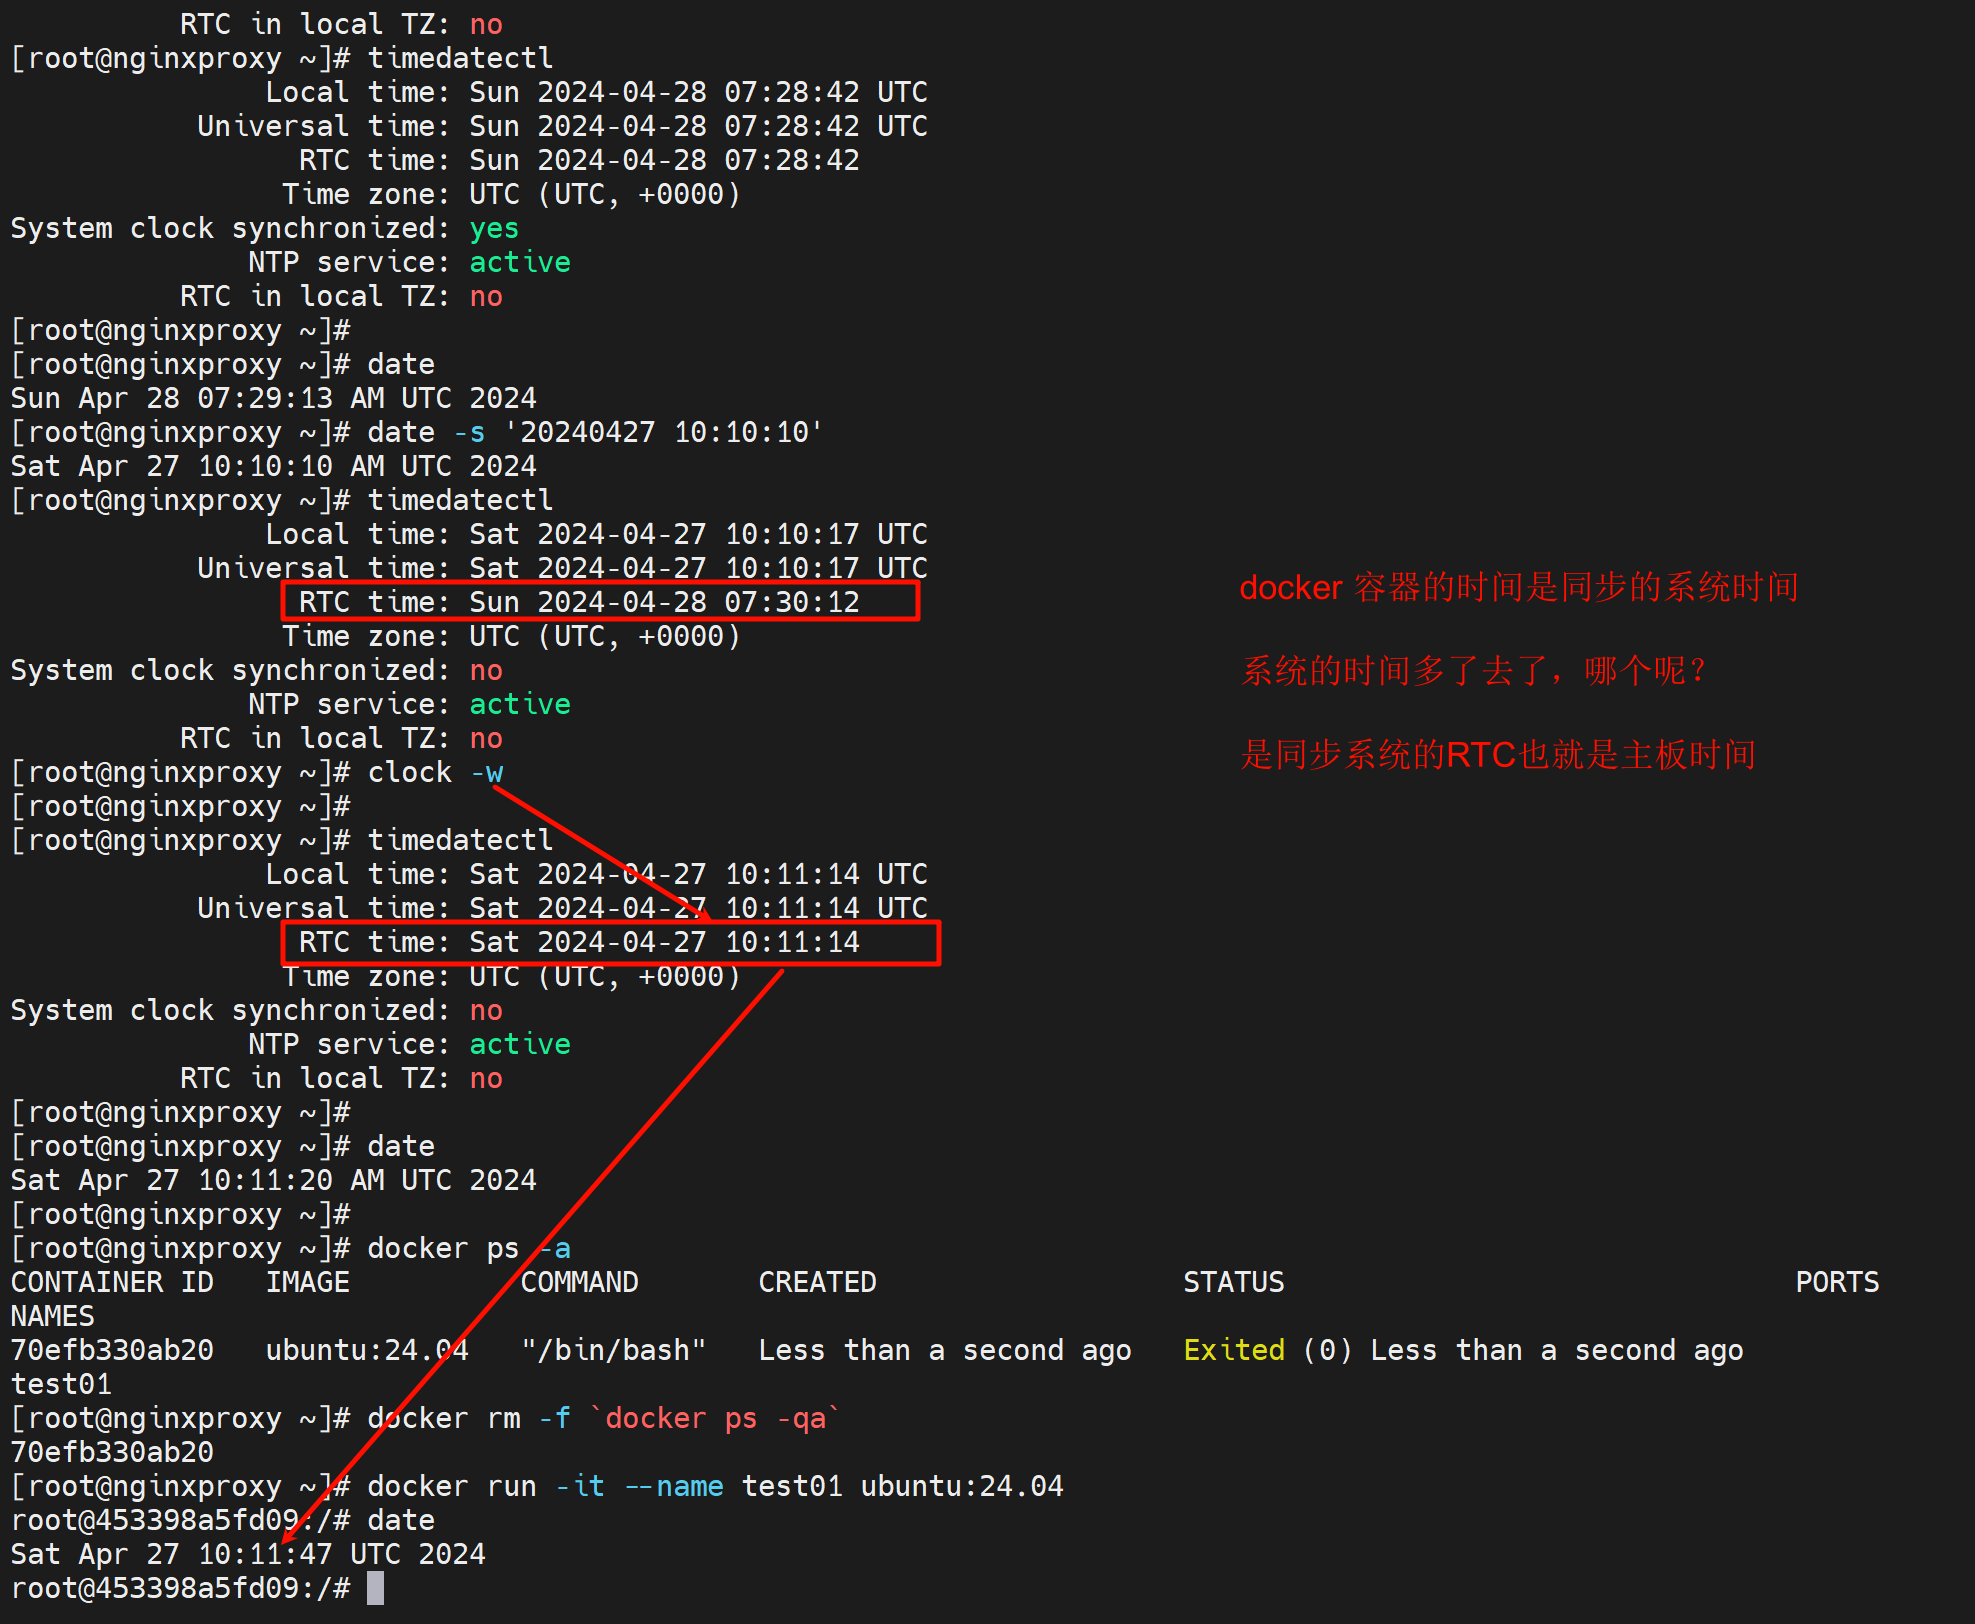 RTC in local TZ: no
[root@nginxproxy ~]# timedatectl
Local time: Sun 2024-04-28 07:28:42 UTC
Universal time: Sun 2024-04-28 07:28:42 UTC
RTC time: Sun 2024-04-28 07:28:42
Time zone: UTC (UTC, +0000)
System clock synchronized: yes
NTP service: active
RTC in local TZ: no
[root@nginxproxy ~]#
[root@nginxproxy ~]# date
Sun Apr 28 07:29:13 AM UTC 2024
[root@nginxproxy ~]# date -s '20240427 10:10:10'
Sat Apr 27 10:10:10 AM UTC 2024
[root@nginxproxy ~]# timedatectl
Local time: Sat 2024-04-27 10:10:17 UTC
Universal time: Sat 2024-04-27 10:10:17 UTC
RTC time: Sun 2024-04-28 07:30:12
Time zone: UTC (UTC, +0000)
System clock synchronized: no
NTP service: active
RTC in local TZ: no
[root@nginxproxy ~]# clock -w
[root@nginxproxy ~]#
[root@nginxproxy ~]# timedatectl
Local time: Sat 2024-04-27 10:11:14 UTC
Universal time: Sat 2024-04-27 10:11:14 UTC
RTC time: Sat 2024-04-27 10:11:14
Time zone: UTC (UTC, +0000)
System clock synchronized: no
NTP service: active
RTC in local TZ: no
[root@nginxproxy ~]#
[root@nginxproxy ~]# date
Sat Apr 27 10:11:20 AM UTC 2024
[root@nginxproxy ~]#
[root@nginxproxy ~]# docker ps -a
CONTAINER ID   IMAGE          COMMAND       CREATED                  STATUS                              PORTS
NAMES
70efb330ab20   ubuntu:24.04   "/bin/bash"   Less than a second ago   Exited (0) Less than a second ago
test01
[root@nginxproxy ~]# docker rm -f `docker ps -qa`
70efb330ab20
[root@nginxproxy ~]# docker run -it --name test01 ubuntu:24.04
root@453398a5fd09:/# date
Sat Apr 27 10:11:47 UTC 2024
root@453398a5fd09:/#
docker 容器的时间是同步的系统时间
系统的时间多了去了，哪个呢？
是同步系统的RTC也就是主板时间